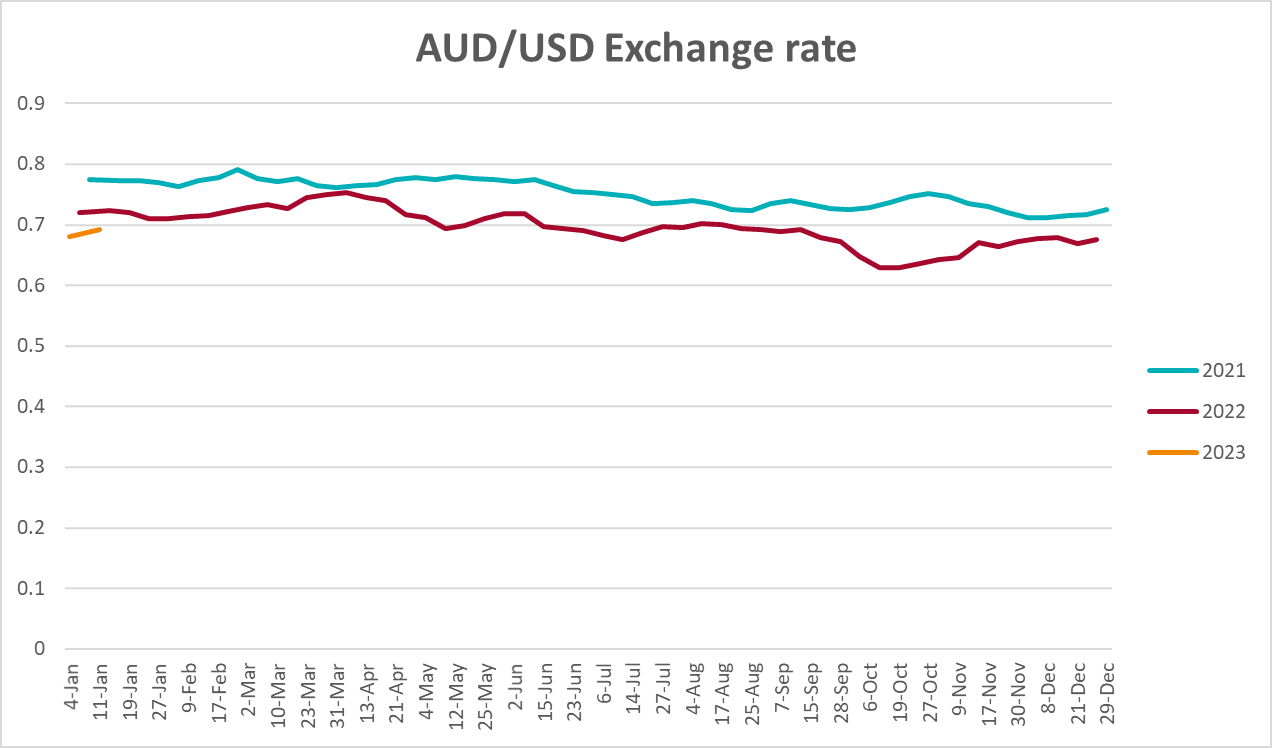 AUD/USD Exchange rate
0.9
0.8
0.7
0.6
0.5
0.4
0.3
0.2
0.1
0
4-Jan
11-Jan
19-Jan
27-Jan
9-Feb
17-Feb
2-Mar
10-Mar
23-Mar
31-Mar
13-Apr
21-Apr
4-May
12-May
25-May
2-Jun
15-Jun
23-Jun
6-Jul
14-Jul
27-Jul
4-Aug
17-Aug
25-Aug
7-Sep
15-Sep
28-Sep
6-Oct
19-Oct
27-Oct
9-Nov
17-Nov
30-Nov
8-Dec
21-Dec
29-Dec
2021
2022
2023